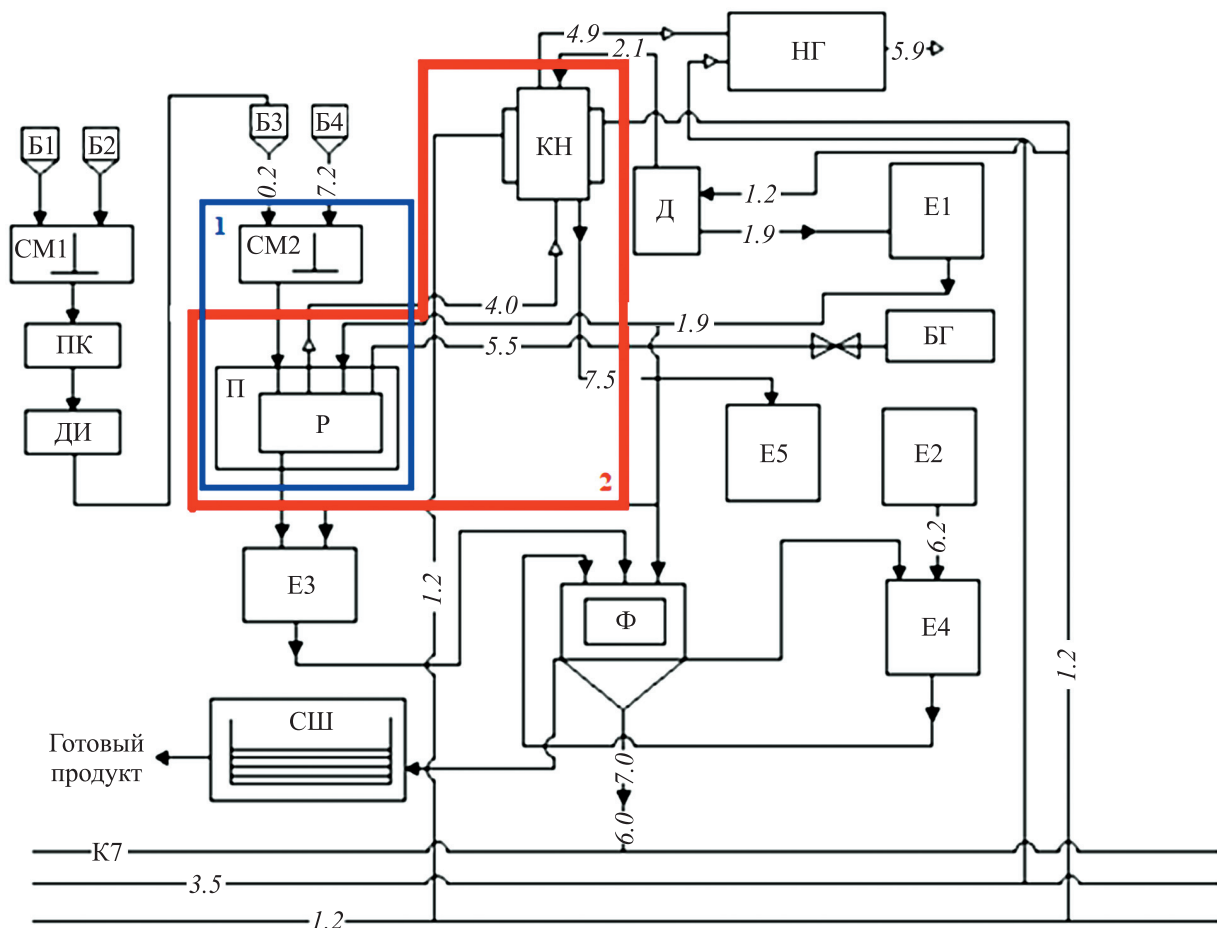 4.9
НГ
5.9
2.1
Б1
Б2
Б3
Б4
КН
0.2
7.2
1
СМ1
СМ2
Д
1.2
1.9
Е1
4.0
1.9
ПК
5.5
БГ
П
7.5
Р
ДИ
Е5
Е2
2
6.2
Е3
1.2
Ф
Е4
1.2
СШ
Готовый
продукт
7.0
6.0
К7
3.5
1.2